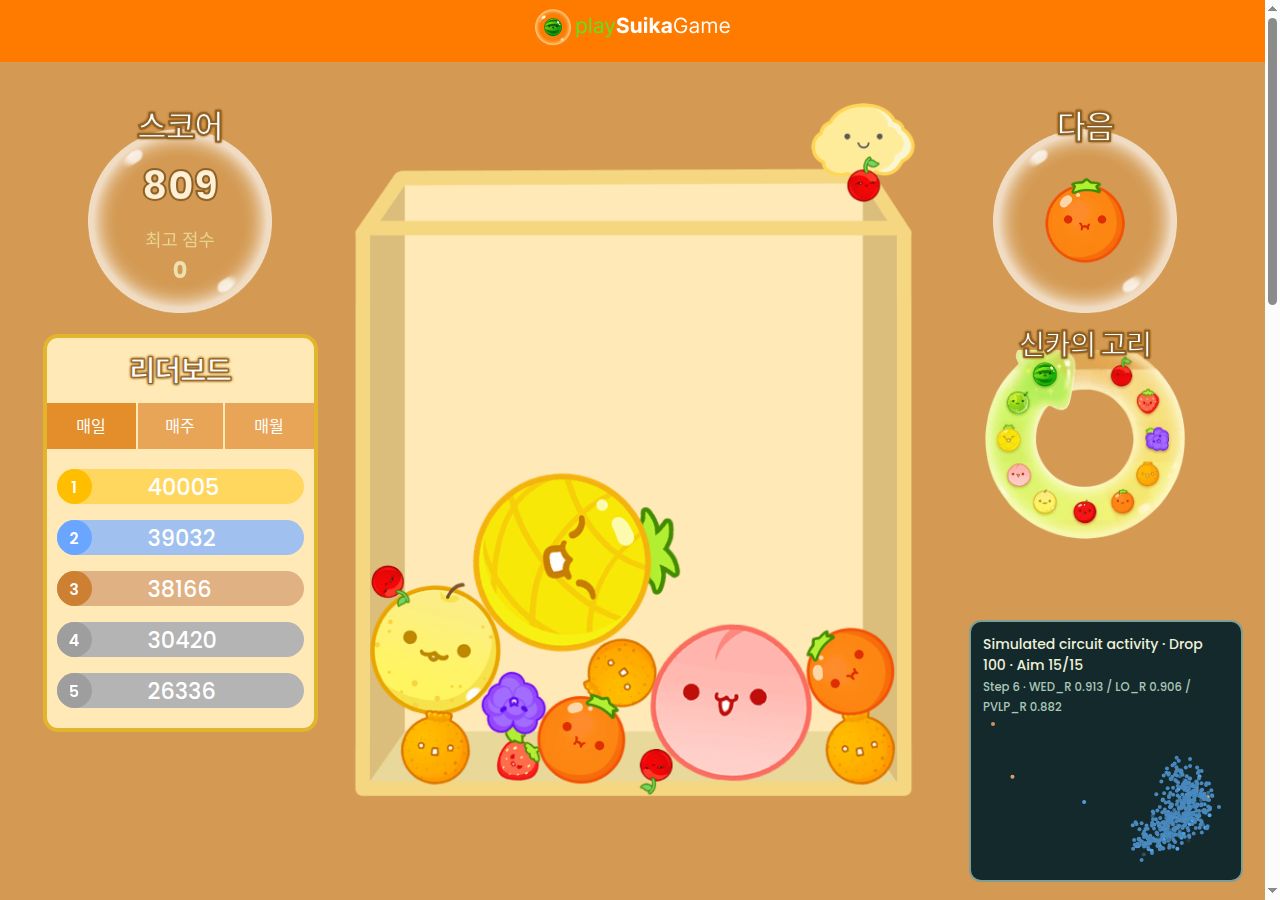 playSuikaGame
스코어
809
최고 점수
0
다음
리더보드
매일 매주 매월
1 40005
2 39032
3 38166
4 30420
5 26336
신카의 고리
Simulated circuit activity · Drop
100 · Aim 15/15
Step 6 · WED_R 0.913 / LO_R 0.906 /
PVLP_R 0.882